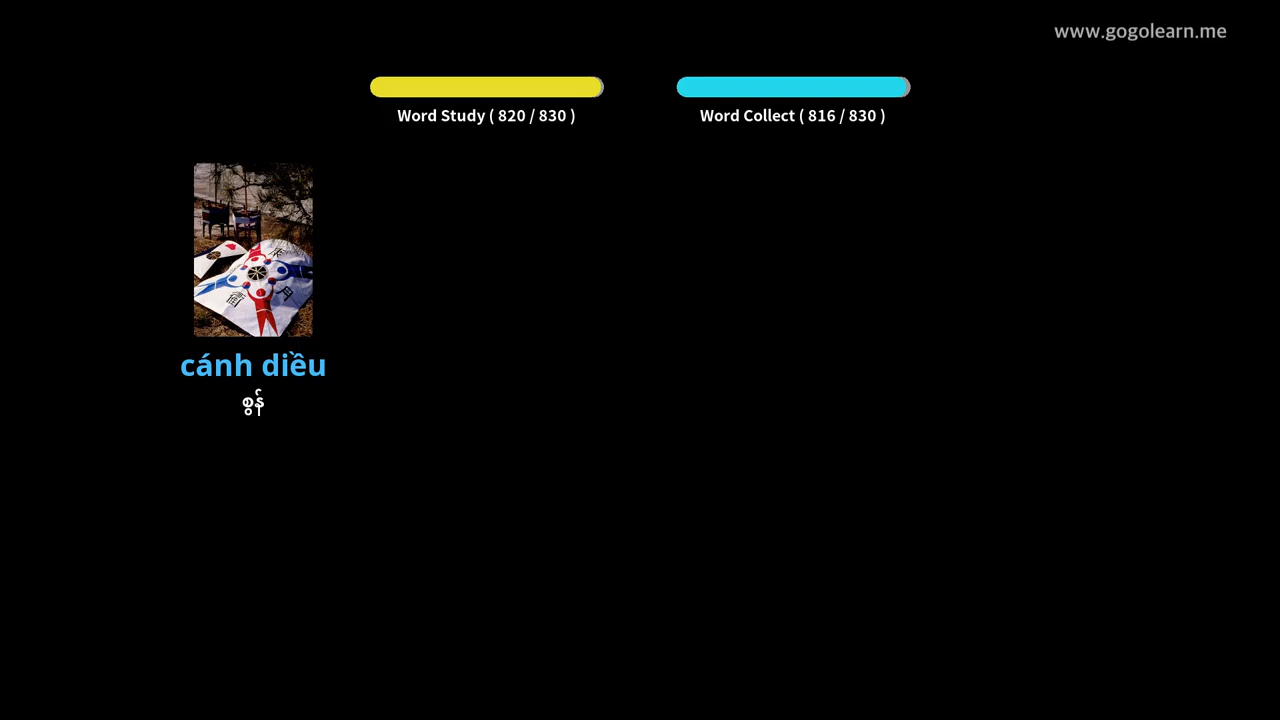 www.gogolearn.me
Word Study ( 820 / 830 )
Word Collect ( 816 / 830 )
cánh diều
စွန်